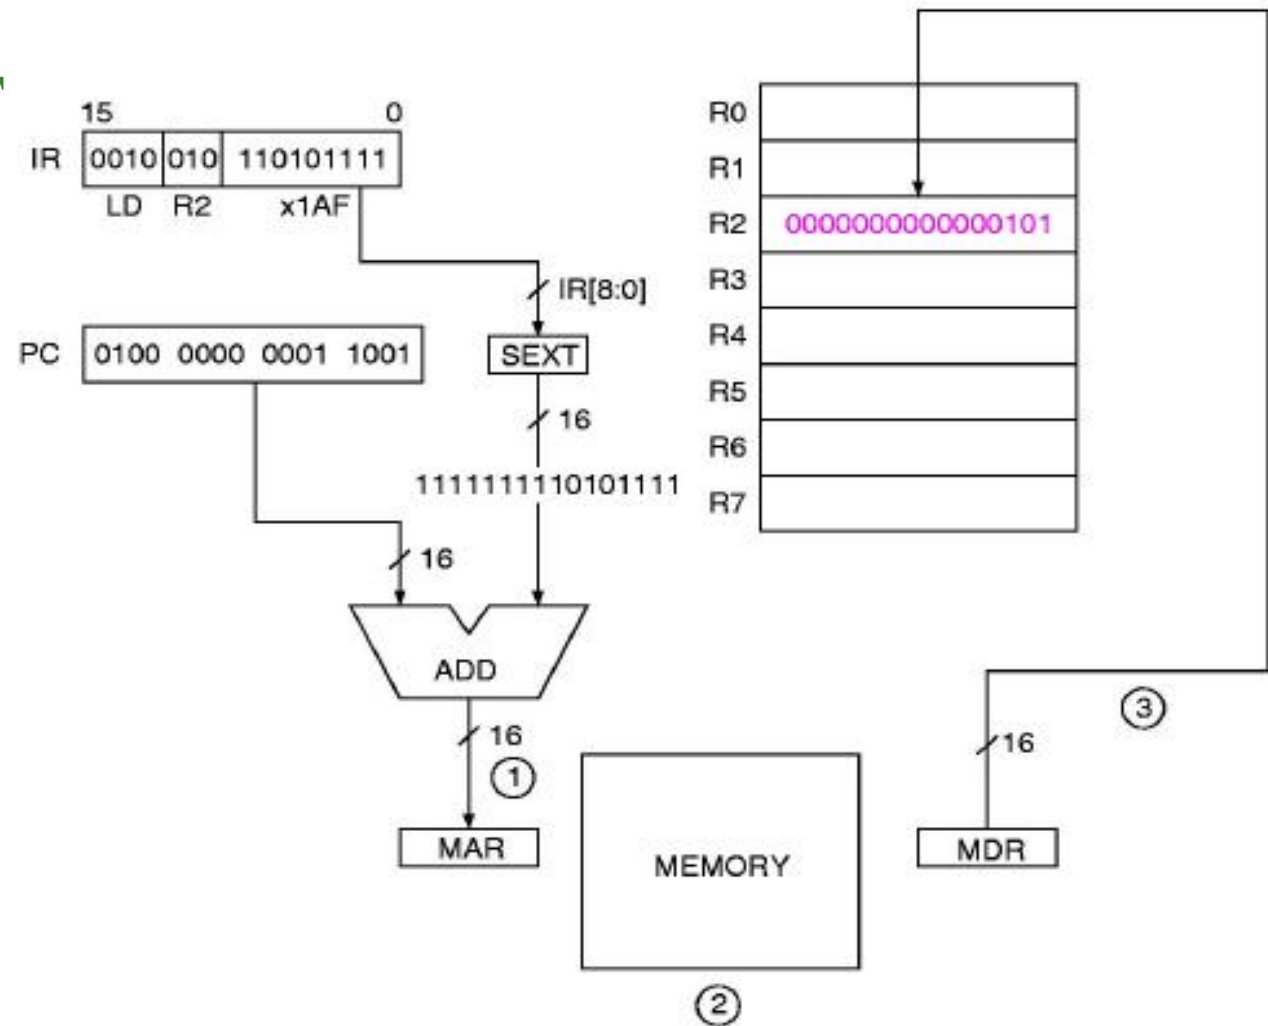 15 0
IR 0010 010 110101111
LD R2 x1AF
IR[8:0]
PC 0100 0000 0001 1001
SEXT
16
1111111110101111
16
ADD
16
1
MAR
MEMORY
2
R0
R1
R2 0000000000000101
R3
R4
R5
R6
R7
3
16
MDR